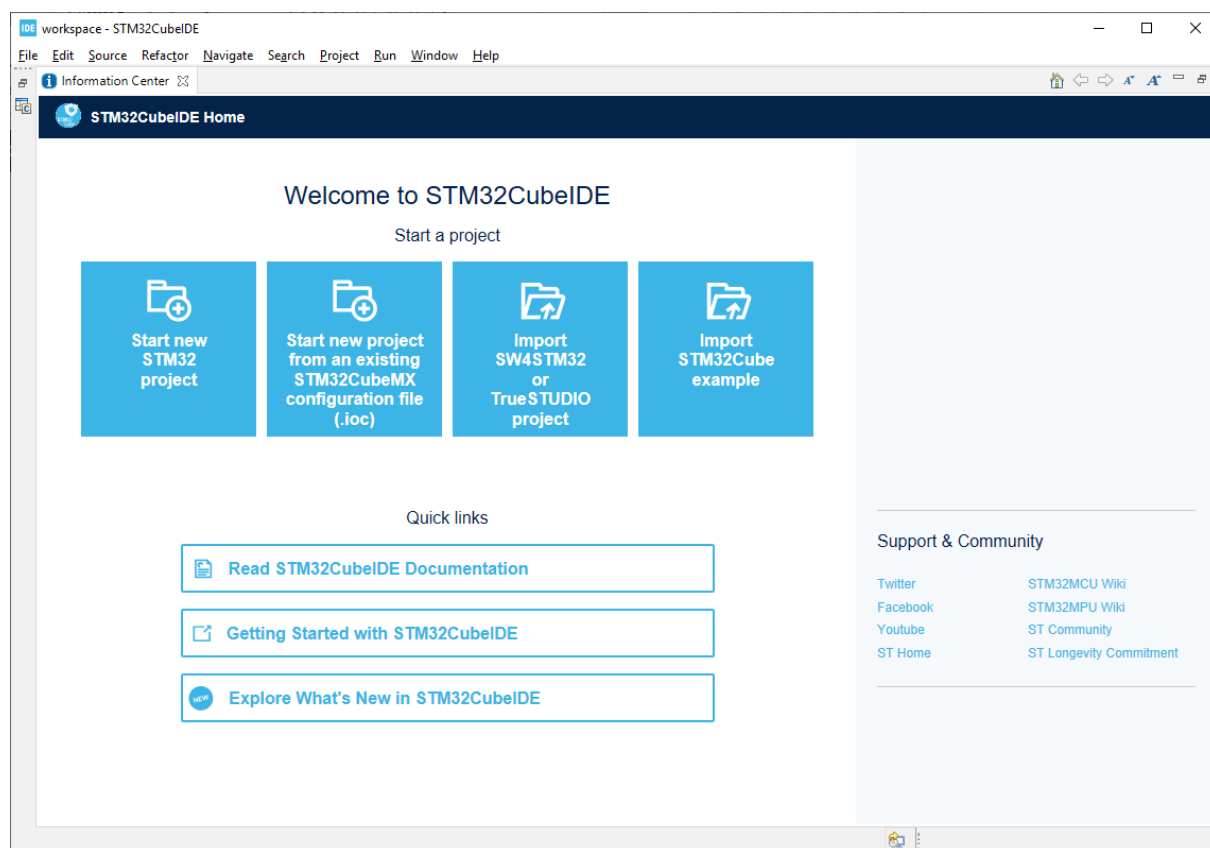 IDE workspace - STM32CubeIDE
File Edit Source Refactor Navigate Search Project Run Window Help
Information Center
STM32CubeIDE Home
Welcome to STM32CubeIDE
Start a project
Start new
STM32
project
Start new project
from an existing
STM32CubeMX
configuration file
(.ioc)
Import
SW4STM32
or
TrueSTUDIO
project
Import
STM32Cube
example
Quick links
Read STM32CubeIDE Documentation
Getting Started with STM32CubeIDE
NEW Explore What's New in STM32CubeIDE
Support & Community
Twitter
Facebook
Youtube
ST Home
STM32MCU Wiki
STM32MPU Wiki
ST Community
ST Longevity Commitment